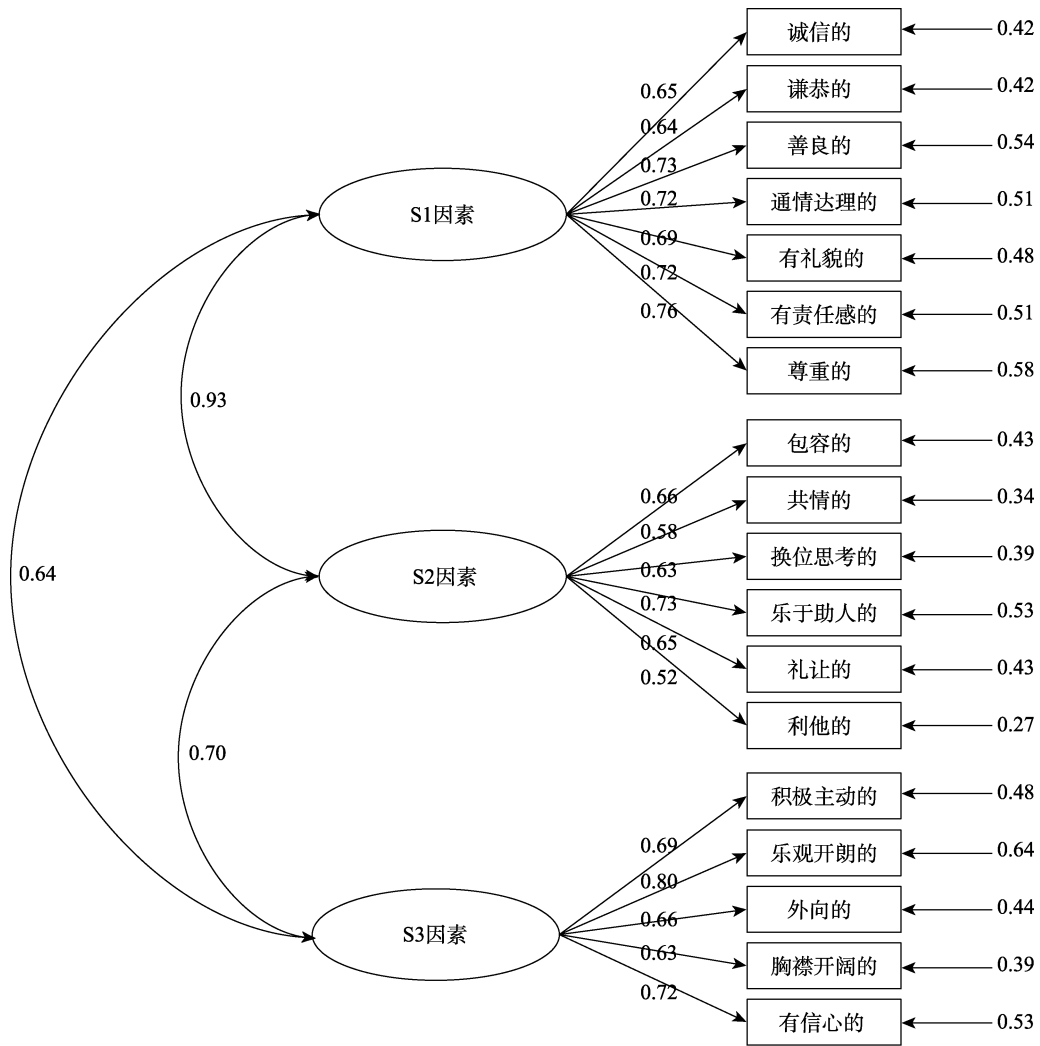 诚信的
0.42
0.65
谦恭的
0.42
0.64
善良的
0.54
0.73
通情达理的
0.51
0.72
S1因素
有礼貌的
0.48
0.69
有责任感的
0.51
0.72
尊重的
0.58
0.76
0.93
包容的
0.43
0.66
共情的
0.34
0.58
换位思考的
0.39
0.63
0.64
S2因素
乐于助人的
0.53
0.73
礼让的
0.43
0.65
利他的
0.27
0.52
0.70
积极主动的
0.48
0.69
乐观开朗的
0.64
0.80
外向的
0.44
0.66
S3因素
胸襟开阔的
0.39
0.63
有信心的
0.53
0.72